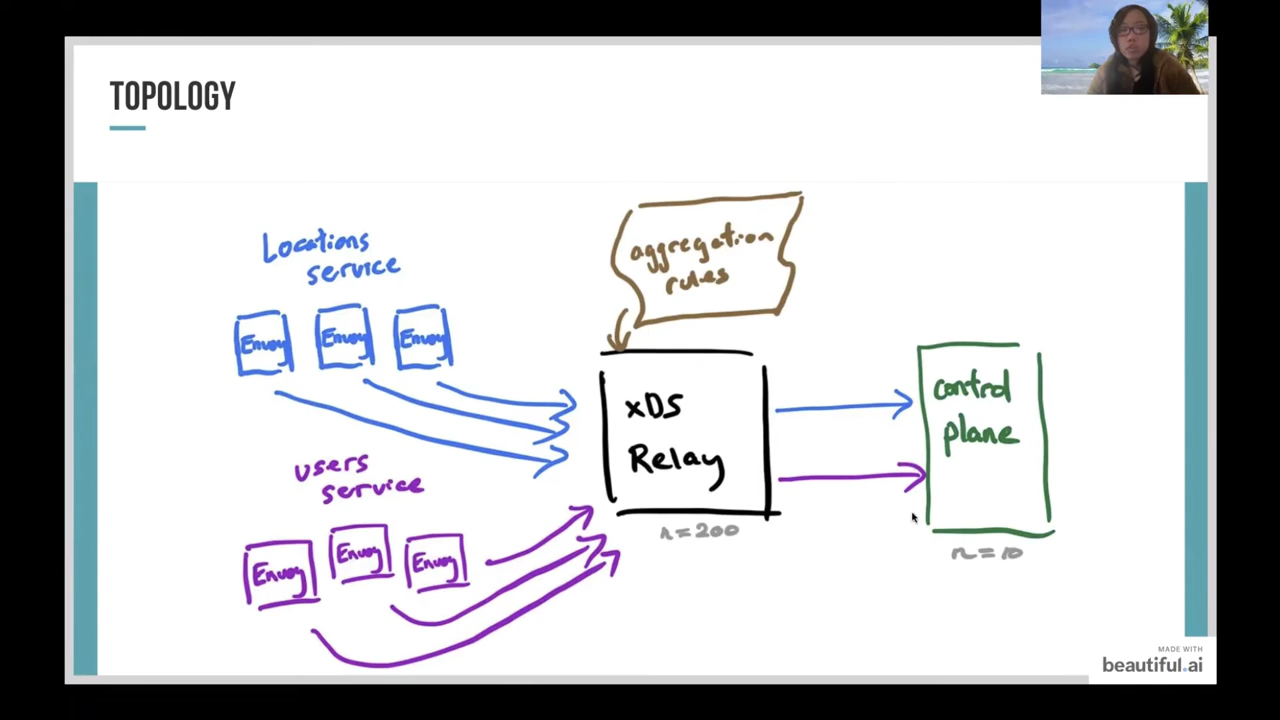 TOPOLOGY
Locations
service
Envoy Envoy Envoy
users
service
Envoy Envoy Envoy
aggregation
rules
xDS
Relay
n=200
control
plane
n=10
MADE WITH
beautiful.ai